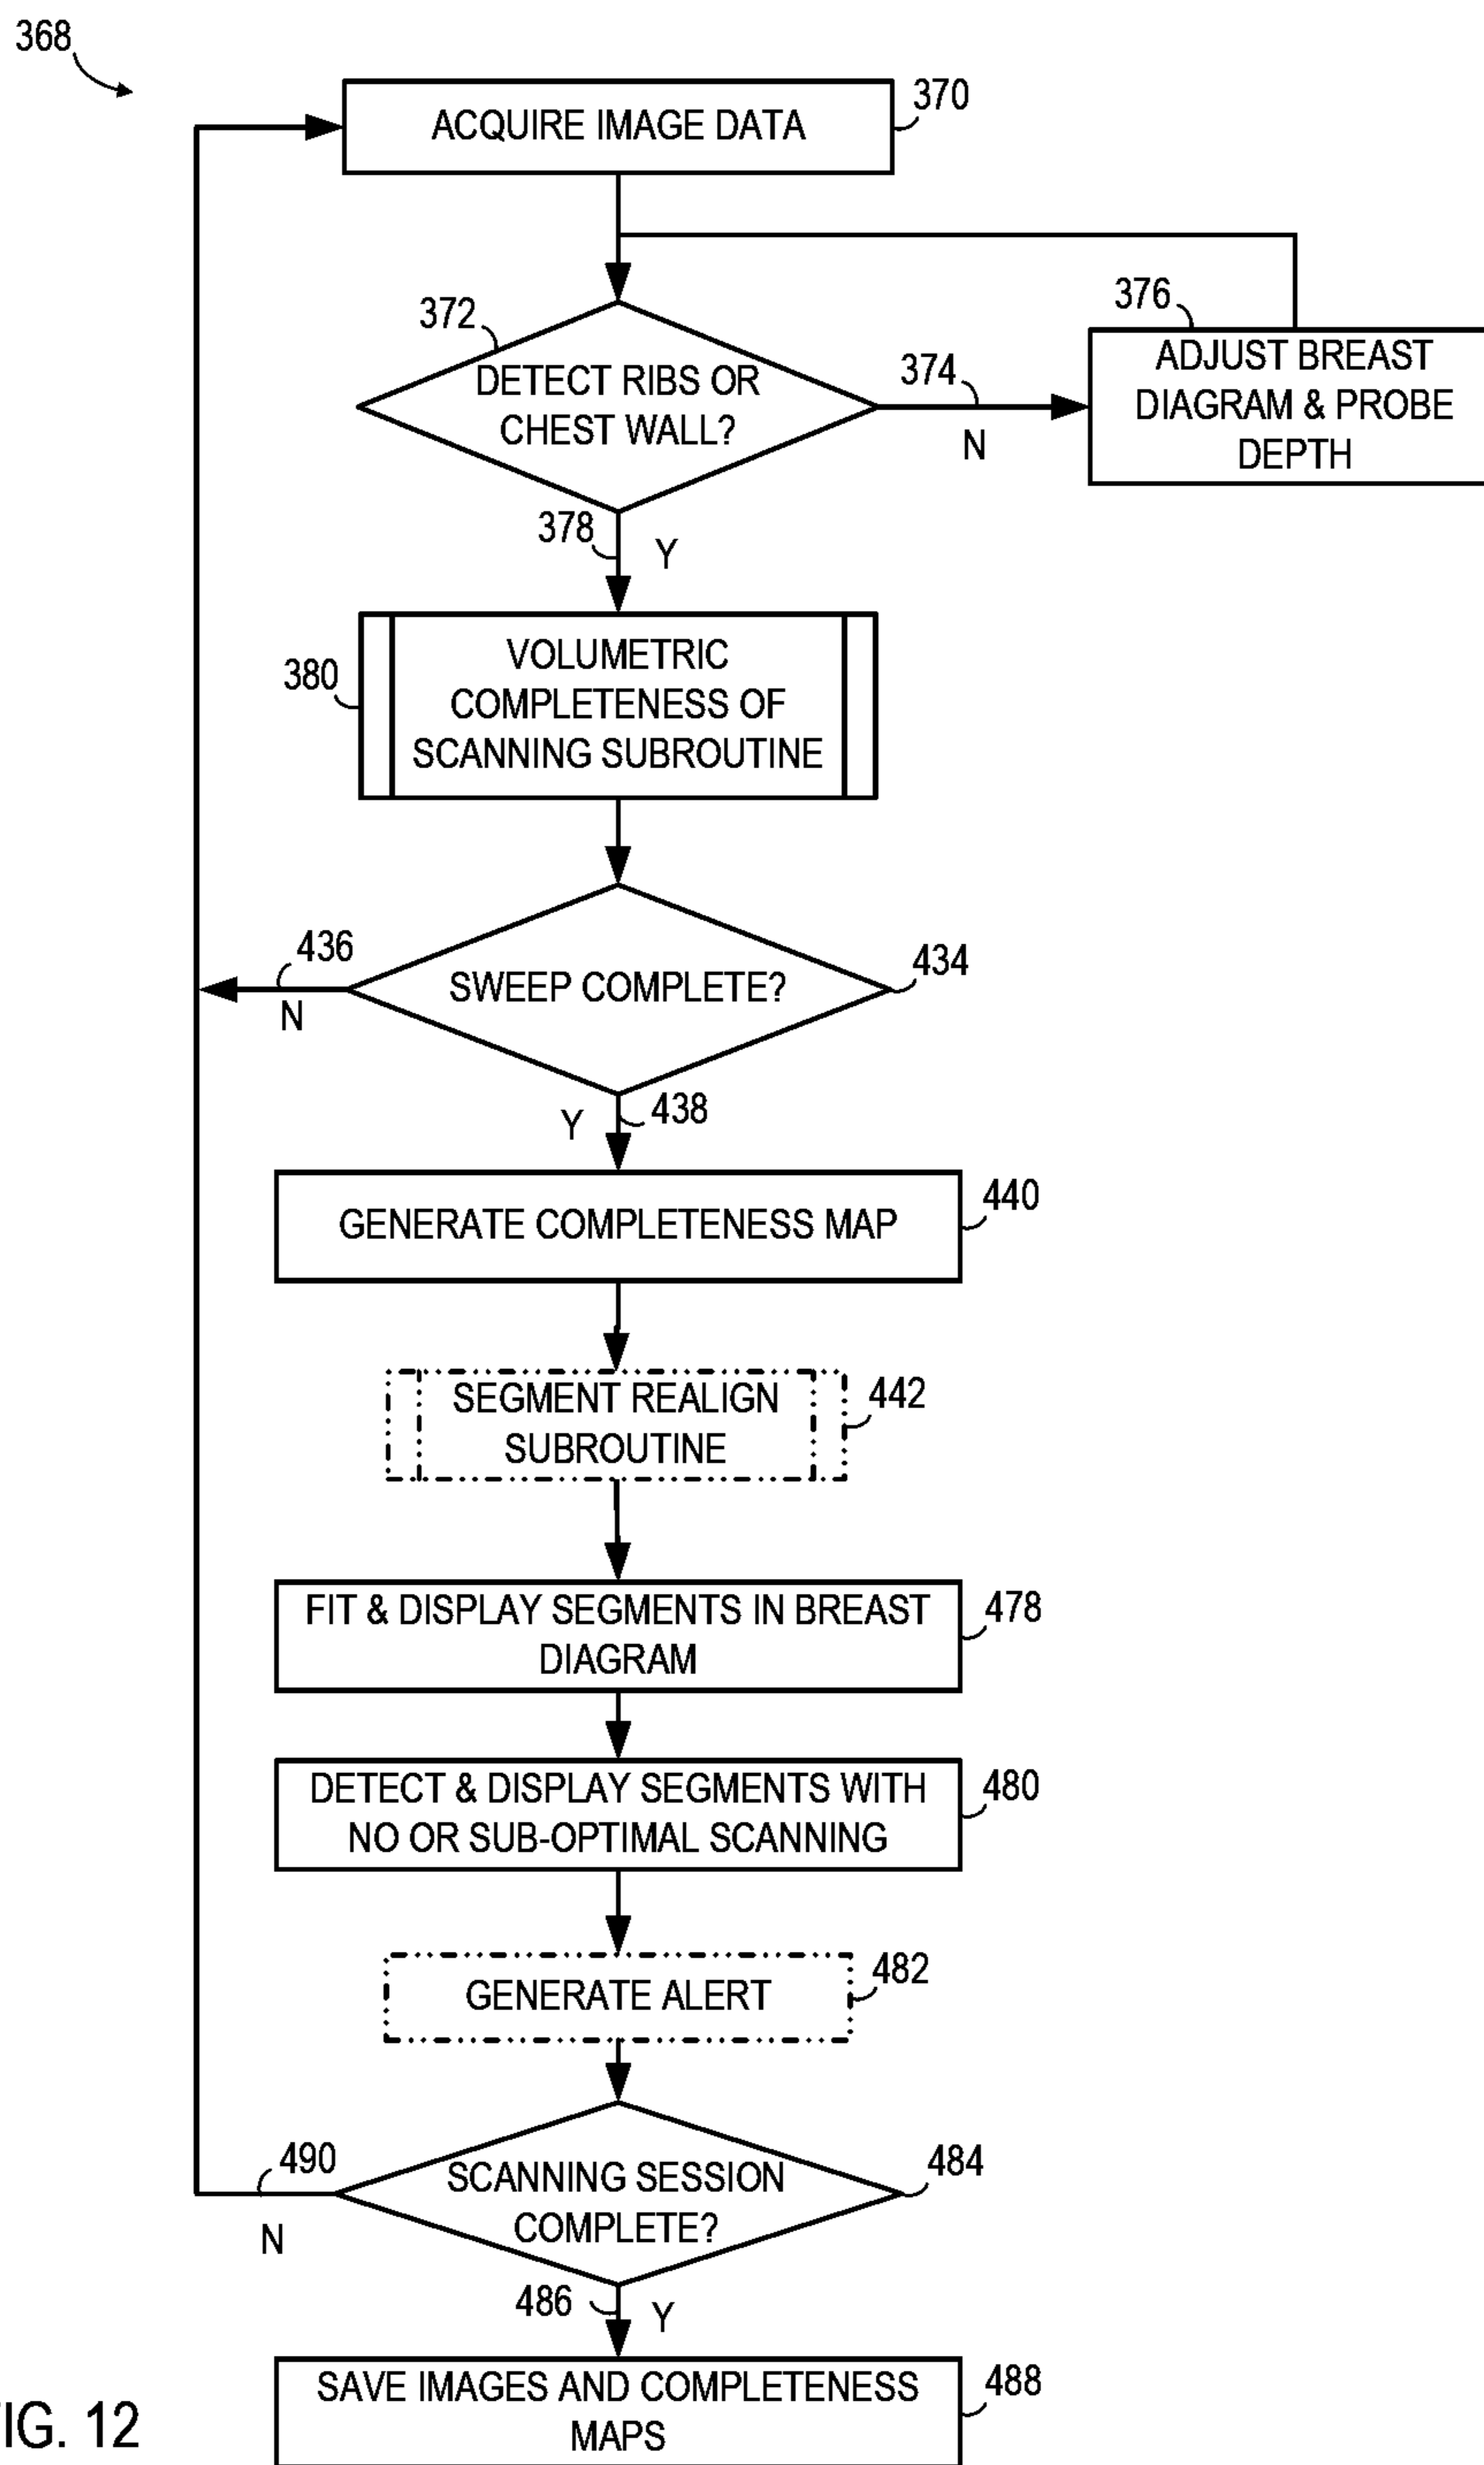 368
370
ACQUIRE IMAGE DATA
372
DETECT RIBS OR
CHEST WALL?
374
N
376
ADJUST BREAST
DIAGRAM & PROBE
DEPTH
378
Y
380
VOLUMETRIC
COMPLETENESS OF
SCANNING SUBROUTINE
436
N
SWEEP COMPLETE?
434
Y
438
GENERATE COMPLETENESS MAP
440
SEGMENT REALIGN
SUBROUTINE
442
FIT & DISPLAY SEGMENTS IN BREAST
DIAGRAM
478
DETECT & DISPLAY SEGMENTS WITH
NO OR SUB-OPTIMAL SCANNING
480
GENERATE ALERT
482
490
N
SCANNING SESSION
COMPLETE?
484
486
Y
SAVE IMAGES AND COMPLETENESS
MAPS
488
IG. 12